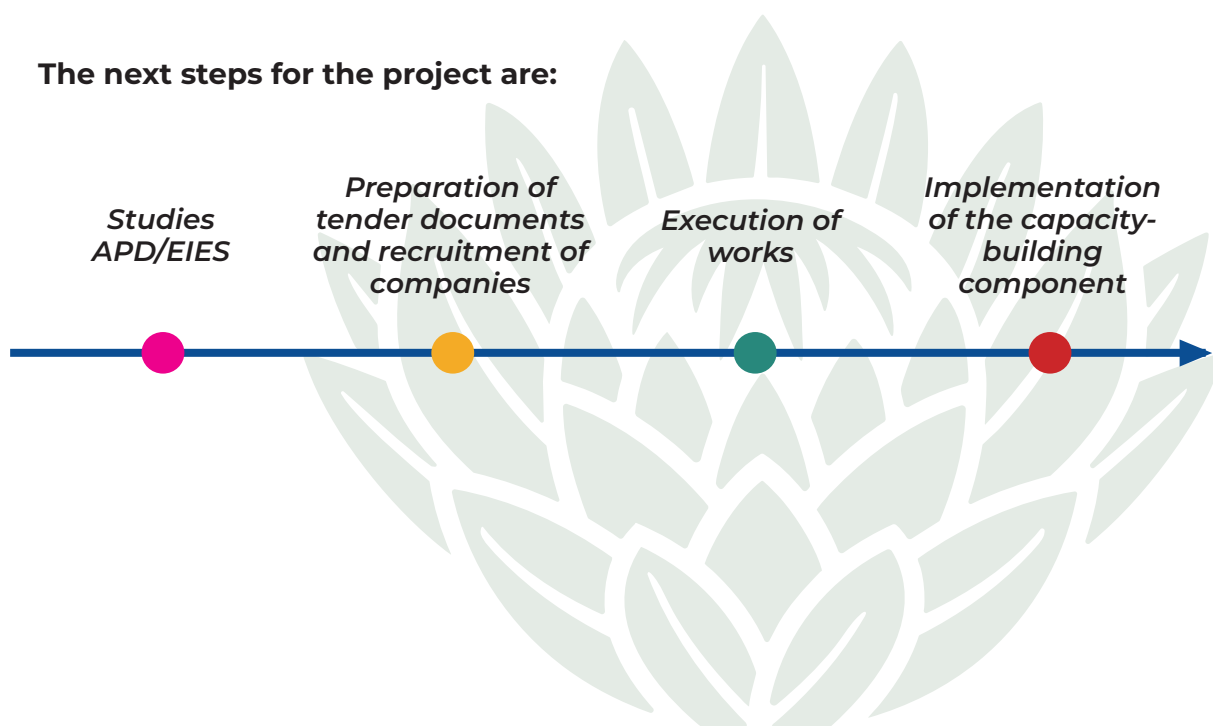 The next steps for the project are:
Studies
APD/EIES
Preparation of
tender documents
and recruitment of
companies
Execution of
works
Implementation
of the capacity-
building
component